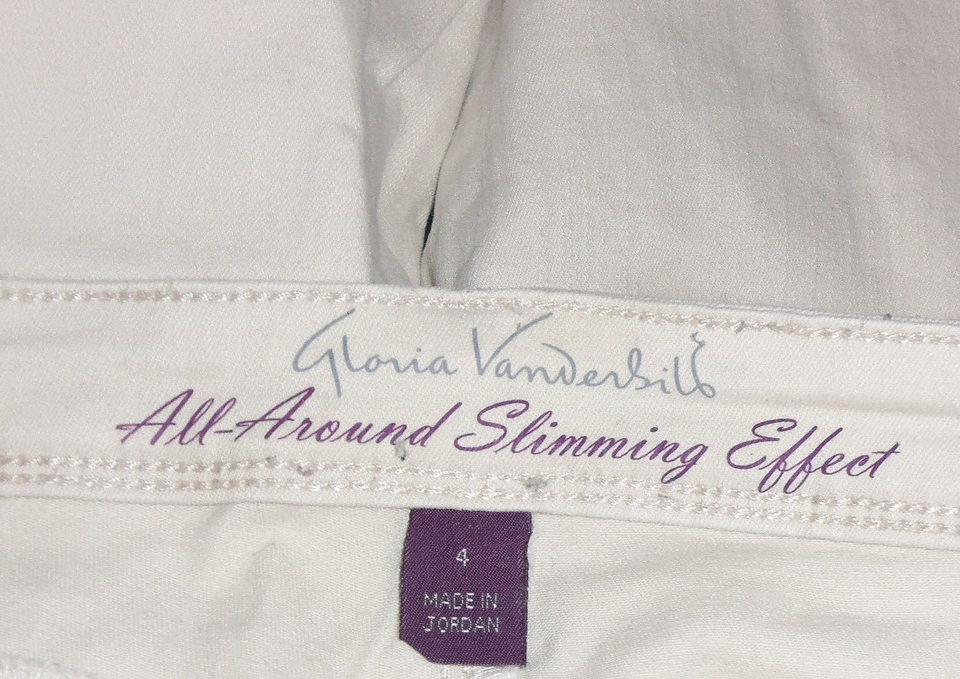 Gloria Vanderbilt
All-Around Slimming Effect
4
MADE IN
JORDAN